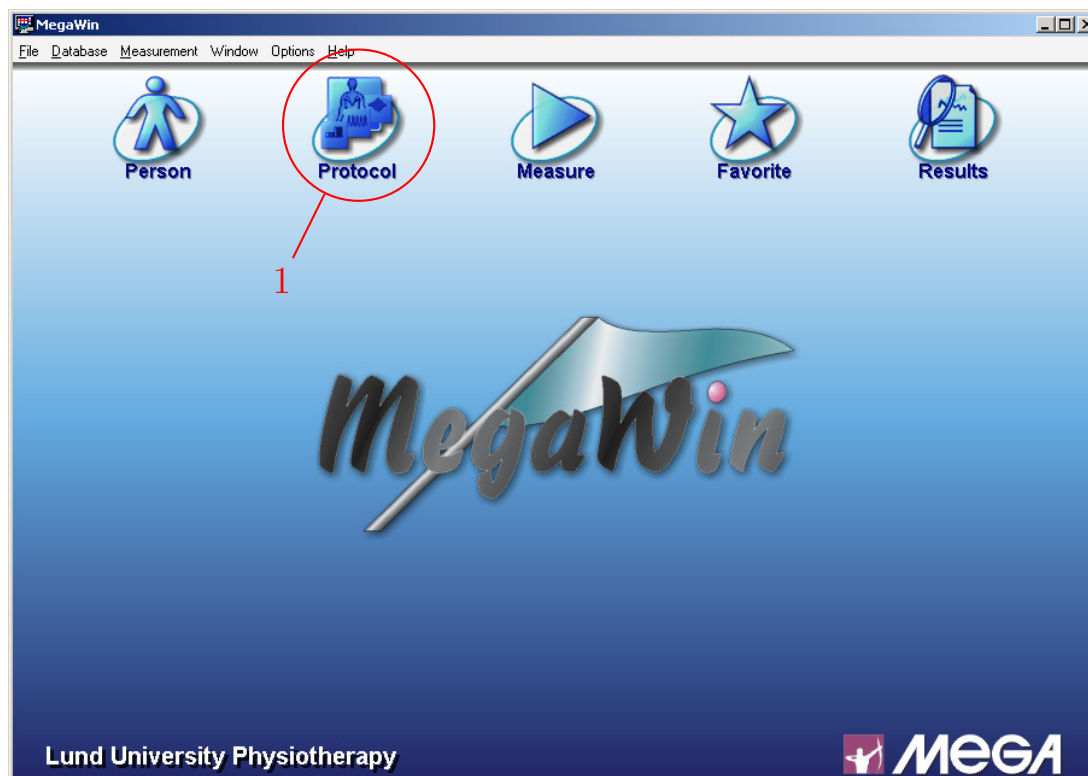 MegaWin
File Database Measurement Window Options Help
Person Protocol Measure Favorite Results
1
MegaWin
Lund University Physiotherapy
MEGA